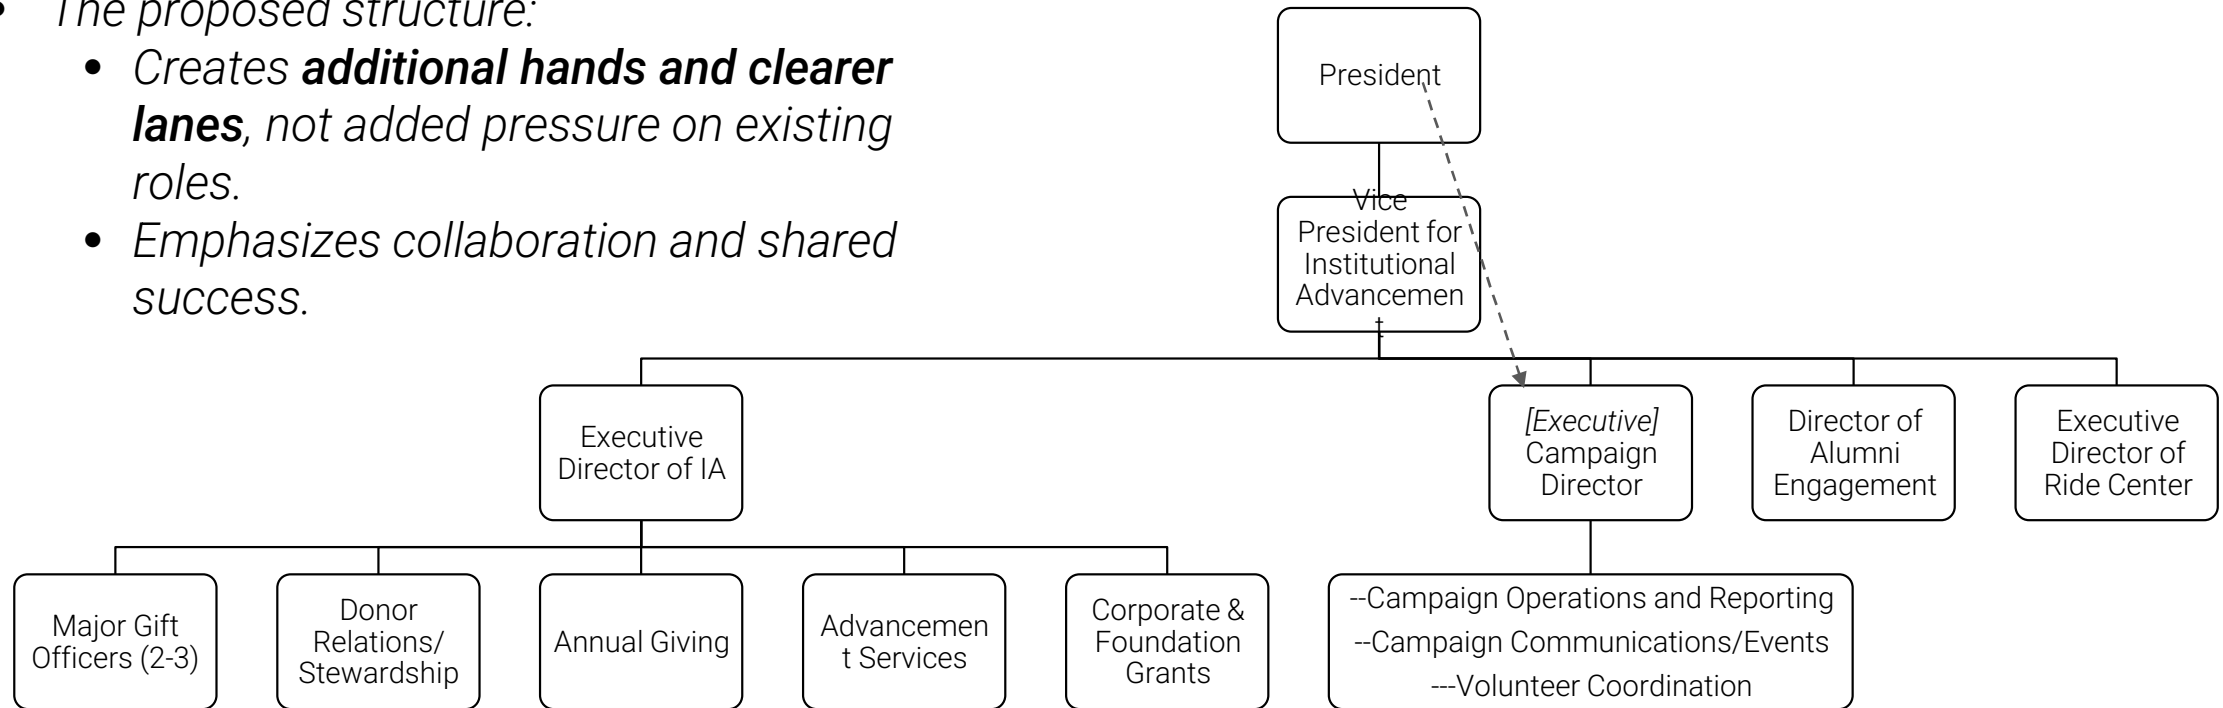 • The proposed structure:
• Creates additional hands and clearer
lanes, not added pressure on existing
roles.
• Emphasizes collaboration and shared
success.
President
Vice
President for
Institutional
Advancemen
t
Executive
Director of IA
[Executive]
Campaign
Director
Director of
Alumni
Engagement
Executive
Director of
Ride Center
Major Gift
Officers (2-3)
Donor
Relations/
Stewardship
Annual Giving
Advancemen
t Services
Corporate &
Foundation
Grants
--Campaign Operations and Reporting
--Campaign Communications/Events
---Volunteer Coordination